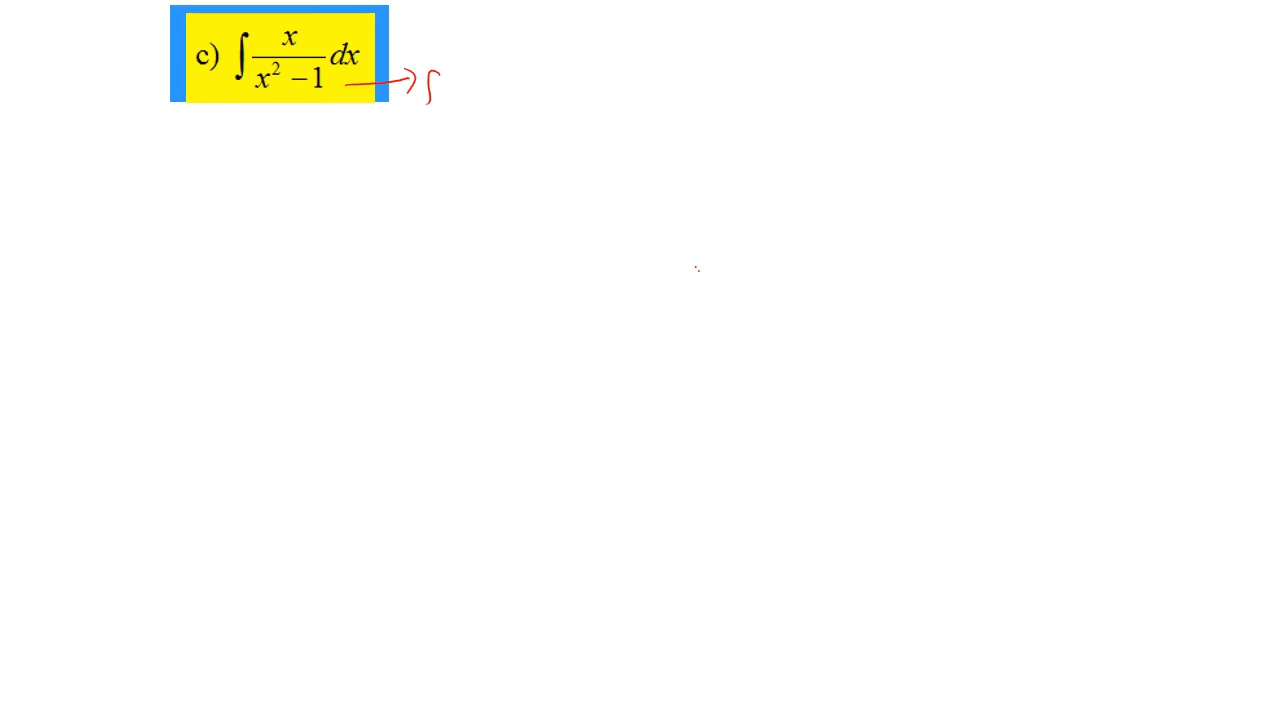 c) ∫ x/(x² − 1) dx → ∫